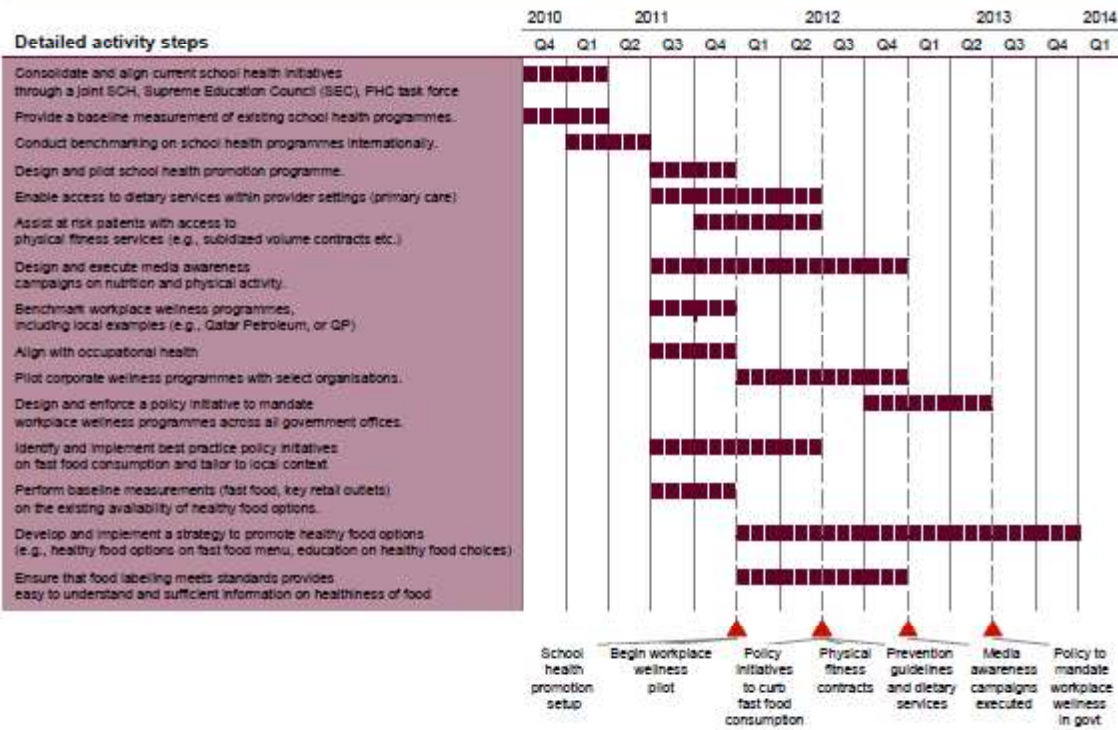 2010 2011 2012 2013 2014
Detailed activity steps
Q4 Q1 Q2 Q3 Q4 Q1 Q2 Q3 Q4 Q1 Q2 Q3 Q4 Q1
Consolidate and align current school health initiatives
through a joint SCH, Supreme Education Council (SEC), PHC task force
Provide a baseline measurement of existing school health programmes.
Conduct benchmarking on school health programmes internationally.
Design and pilot school health promotion programme.
Enable access to dietary services within provider settings (primary care)
Assist at risk patients with access to
physical fitness services (e.g., subidized volume contracts etc.)
Design and execute media awareness
campaigns on nutrition and physical activity.
Benchmark workplace wellness programmes,
including local examples (e.g., Qatar Petroleum, or QP)
Align with occupational health
Pilot corporate wellness programmes with select organisations.
Design and enforce a policy initiative to mandate
workplace wellness programmes across all government offices.
Identify and implement best practice policy initiatives
on fast food consumption and tailor to local context
Perform baseline measurements (fast food, key retail outlets)
on the existing availability of healthy food options.
Develop and implement a strategy to promote healthy food options
(e.g., healthy food options on fast food menu, education on healthy food choices)
Ensure that food labeling meets standards provides
easy to understand and sufficient information on healthiness of food
School
health
promotion
setup
Begin workplace
wellness
pilot
Policy
initiatives
to curb
fast food
consumption
Physical
fitness
contracts
Prevention
guidelines
and dietary
services
Media
awareness
campaigns
executed
Policy to
mandate
workplace
wellness
in govt